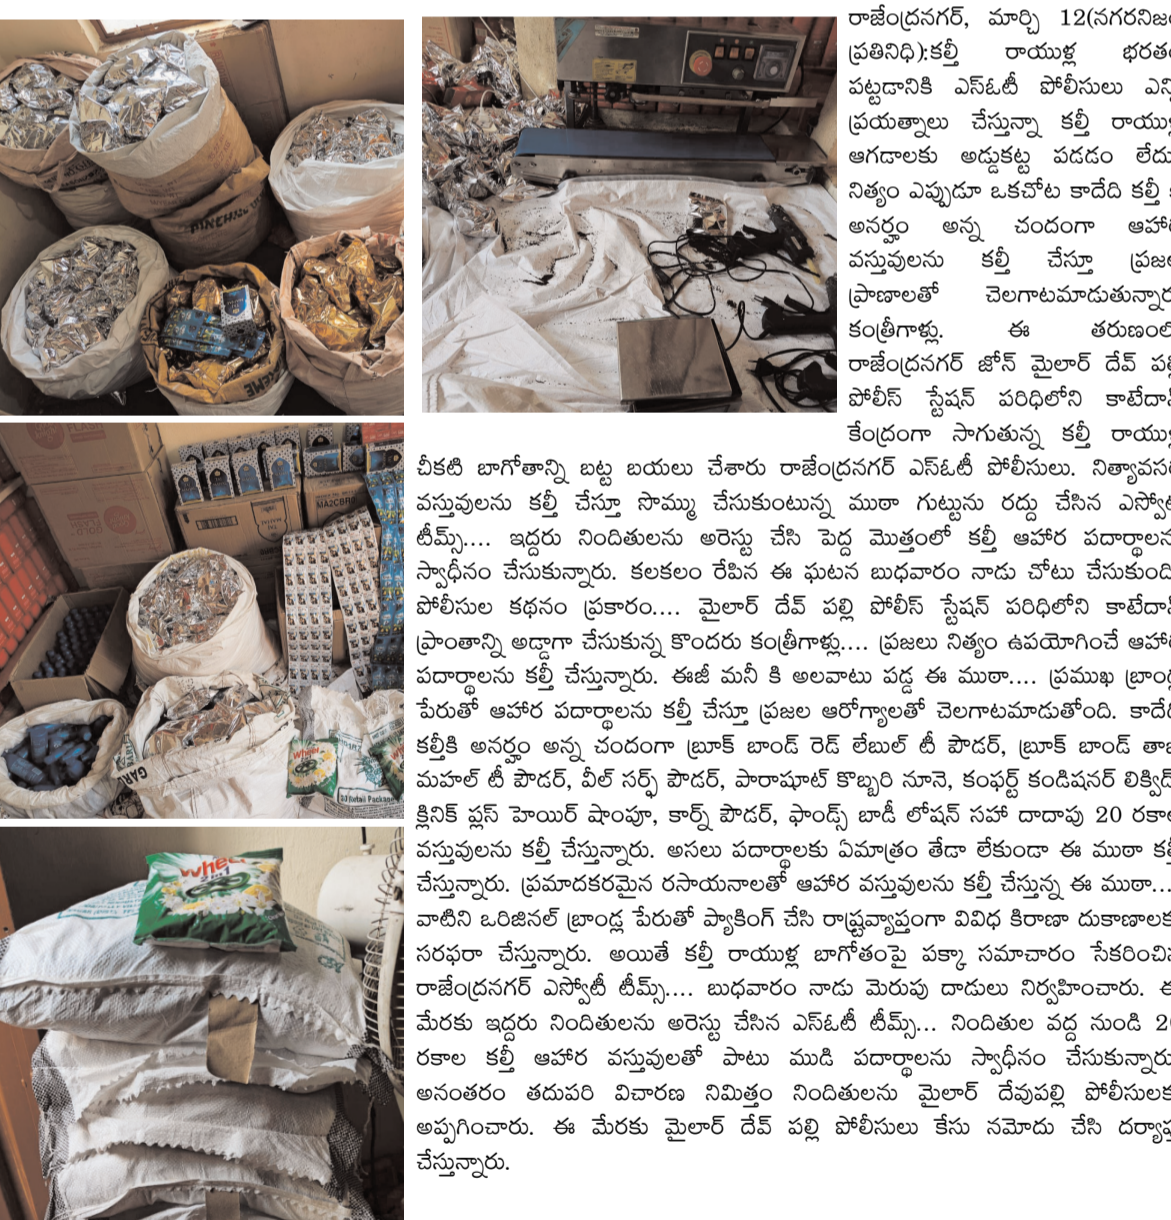 రాజేంద్రనగర్, మార్చి 12(నగరనిజం
ప్రతినిధి):కల్తీ రాయుళ్ల భరతం
పట్టడానికి ఎస్ఓటీ పోలీసులు ఎన్ని
ప్రయత్నాలు చేస్తున్నా కల్తీ రాయుళ్ల
ఆగడాలకు అడ్డుకట్ట పడడం లేదు.
నిత్యం ఎప్పుడూ ఒకచోట కాదేది కల్తీ కి
అనర్హం అన్న చందంగా ఆహార
వస్తువులను కల్తీ చేస్తూ ప్రజల
ప్రాణాలతో చెలగాటమాడుతున్నారు
కంత్రీగాళ్లు. ఈ తరుణంలో
రాజేంద్రనగర్ జోన్ మైలార్ దేవ్ పల్లి
పోలీస్ స్టేషన్ పరిధిలోని కాటేదాన్
కేంద్రంగా సాగుతున్న కల్తీ రాయుళ్ల
చీకటి బాగోతాన్ని బట్ట బయలు చేశారు రాజేంద్రనగర్ ఎస్ఓటీ పోలీసులు. నిత్యావసర
వస్తువులను కల్తీ చేస్తూ సొమ్ము చేసుకుంటున్న ముఠా గుట్టును రద్దు చేసిన ఎస్వోటీ
టీమ్స్.... ఇద్దరు నిందితులను అరెస్టు చేసి పెద్ద మొత్తంలో కల్తీ ఆహార పదార్థాలను
స్వాధీనం చేసుకున్నారు. కలకలం రేపిన ఈ ఘటన బుధవారం నాడు చోటు చేసుకుంది.
పోలీసుల కథనం ప్రకారం.... మైలార్ దేవ్ పల్లి పోలీస్ స్టేషన్ పరిధిలోని కాటేదాన్
ప్రాంతాన్ని అడ్డాగా చేసుకున్న కొందరు కంత్రీగాళ్లు.... ప్రజలు నిత్యం ఉపయోగించే ఆహార
పదార్థాలను కల్తీ చేస్తున్నారు. ఈజీ మనీ కి అలవాటు పడ్డ ఈ ముఠా.... ప్రముఖ బ్రాండ్ల
పేరుతో ఆహార పదార్థాలను కల్తీ చేస్తూ ప్రజల ఆరోగ్యాలతో చెలగాటమాడుతోంది. కాదేది
కల్తీకి అనర్హం అన్న చందంగా బ్రూక్ బాండ్ రెడ్ లేబుల్ టీ పౌడర్, బ్రూక్ బాండ్ తాజ్
మహల్ టీ పౌడర్, వీల్ సర్ఫ్ పౌడర్, పారాషూట్ కొబ్బరి నూనె, కంఫర్ట్ కండిషనర్ లిక్విడ్,
క్లినిక్ ప్లస్ హెయిర్ షాంపూ, కార్న్ పౌడర్, ఫాండ్స్ బాడీ లోషన్ సహా దాదాపు 20 రకాల
వస్తువులను కల్తీ చేస్తున్నారు. అసలు పదార్థాలకు ఏమాత్రం తేడా లేకుండా ఈ ముఠా కల్తీ
చేస్తున్నారు. ప్రమాదకరమైన రసాయనాలతో ఆహార వస్తువులను కల్తీ చేస్తున్న ఈ ముఠా...
వాటిని ఒరిజినల్ బ్రాండ్ల పేరుతో ప్యాకింగ్ చేసి రాష్ట్రవ్యాప్తంగా వివిధ కిరాణా దుకాణాలకు
సరఫరా చేస్తున్నారు. అయితే కల్తీ రాయుళ్ల బాగోతంపై పక్కా సమాచారం సేకరించిన
రాజేంద్రనగర్ ఎస్వోటీ టీమ్స్.... బుధవారం నాడు మెరుపు దాడులు నిర్వహించారు. ఈ
మేరకు ఇద్దరు నిందితులను అరెస్టు చేసిన ఎస్ఓటీ టీమ్స్... నిందితుల వద్ద నుండి 20
రకాల కల్తీ ఆహార వస్తువులతో పాటు ముడి పదార్థాలను స్వాధీనం చేసుకున్నారు.
అనంతరం తదుపరి విచారణ నిమిత్తం నిందితులను మైలార్ దేవుపల్లి పోలీసులకు
అప్పగించారు. ఈ మేరకు మైలార్ దేవ్ పల్లి పోలీసులు కేసు నమోదు చేసి దర్యాప్తు
చేస్తున్నారు.
MA2CBR
Wheel
Wheel